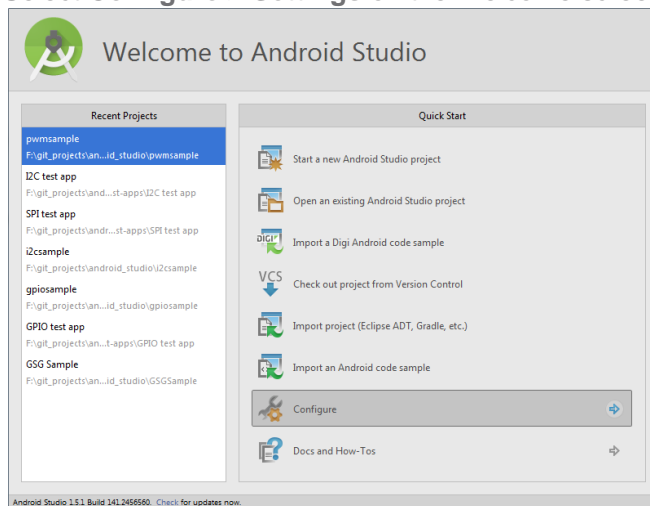 Welcome to Android Studio
Recent Projects
pwmsample
F:\git_projects\an...id_studio\pwmsample
I2C test app
F:\git_projects\and...st-apps\I2C test app
SPI test app
F:\git_projects\andr...st-apps\SPI test app
i2csample
F:\git_projects\android_studio\i2csample
gpiosample
F:\git_projects\an...id_studio\gpiosample
GPIO test app
F:\git_projects\an...t-apps\GPIO test app
GSG Sample
F:\git_projects\an...id_studio\GSGSample
Quick Start
Start a new Android Studio project
Open an existing Android Studio project
DIGI
Import a Digi Android code sample
VCS
Check out project from Version Control
Import project (Eclipse ADT, Gradle, etc.)
Import an Android code sample
Configure
Docs and How-Tos
Android Studio 1.5.1 Build 141.2456560. Check for updates now.